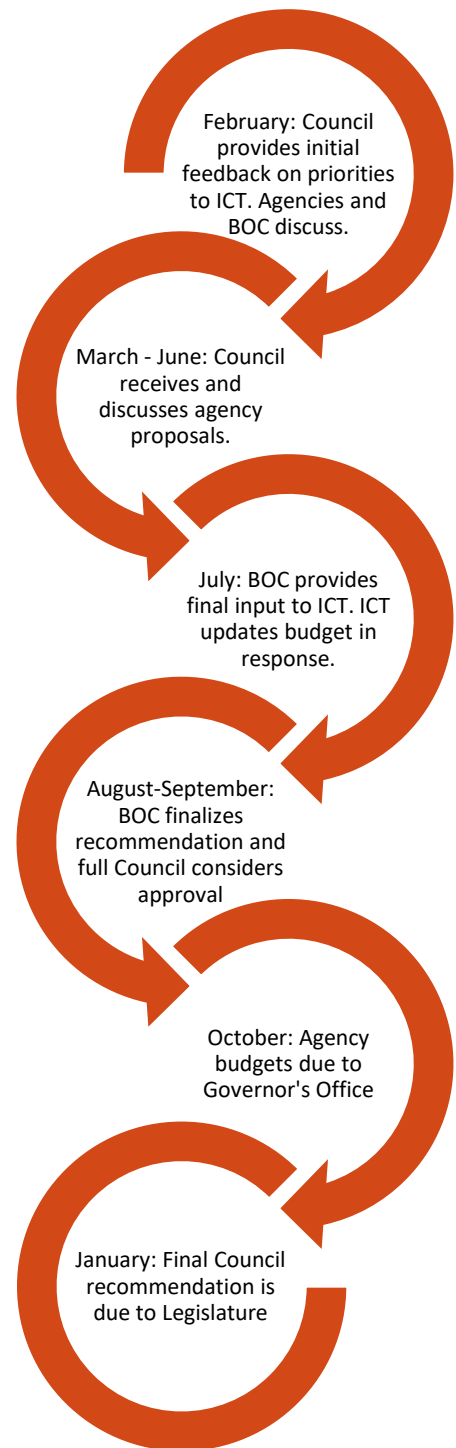 February: Council
provides initial
feedback on priorities
to ICT. Agencies and
BOC discuss.
March - June: Council
receives and
discusses agency
proposals.
July: BOC provides
final input to ICT. ICT
updates budget in
response.
August-September:
BOC finalizes
recommendation and
full Council considers
approval
October: Agency
budgets due to
Governor's Office
January: Final Council
recommendation is
due to Legislature